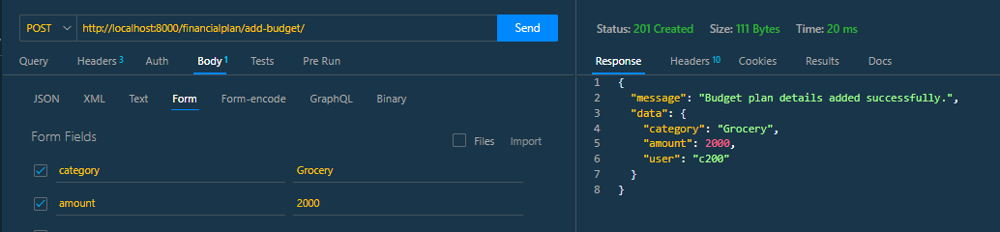 POST http://localhost:8000/financialplan/add-budget/ Send
Query Headers 3 Auth Body 1 Tests Pre Run
JSON XML Text Form Form-encode GraphQL Binary
Form Fields Files Import
category Grocery
amount 2000
Status: 201 Created Size: 111 Bytes Time: 20 ms
Response Headers 10 Cookies Results Docs
1 {
2 "message": "Budget plan details added successfully.",
3 "data": {
4 "category": "Grocery",
5 "amount": 2000,
6 "user": "c200"
7 }
8 }